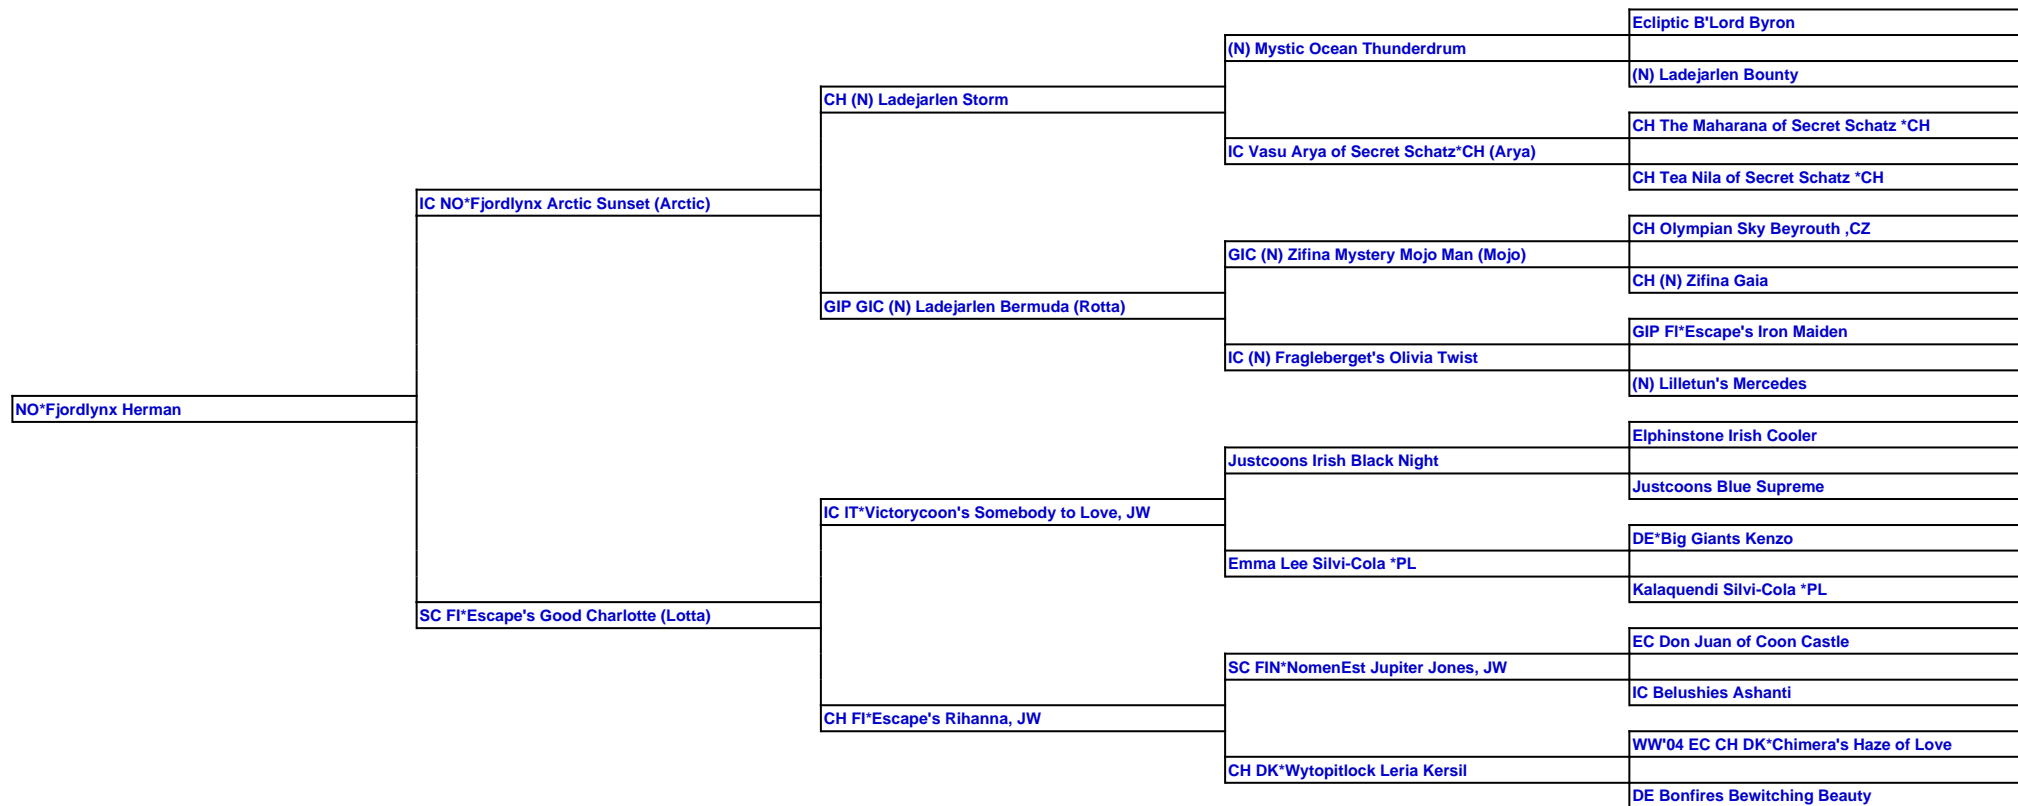 Ecliptic B'Lord Byron
(N) Mystic Ocean Thunderdrum
(N) Ladejarlen Bounty
CH (N) Ladejarlen Storm
CH The Maharana of Secret Schatz *CH
IC Vasu Arya of Secret Schatz*CH (Arya)
CH Tea Nila of Secret Schatz *CH
IC NO*Fjordlynx Arctic Sunset (Arctic)
CH Olympian Sky Beyrouth ,CZ
GIC (N) Zifina Mystery Mojo Man (Mojo)
CH (N) Zifina Gaia
GIP GIC (N) Ladejarlen Bermuda (Rotta)
GIP FI*Escape's Iron Maiden
IC (N) Fragleberget's Olivia Twist
(N) Lilletun's Mercedes
NO*Fjordlynx Herman
Elphinstone Irish Cooler
Justcoons Irish Black Night
Justcoons Blue Supreme
IC IT*Victorycoon's Somebody to Love, JW
DE*Big Giants Kenzo
Emma Lee Silvi-Cola *PL
Kalaquendi Silvi-Cola *PL
SC FI*Escape's Good Charlotte (Lotta)
EC Don Juan of Coon Castle
SC FIN*NomenEst Jupiter Jones, JW
IC Belushies Ashanti
CH FI*Escape's Rihanna, JW
WW'04 EC CH DK*Chimera's Haze of Love
CH DK*Wytopitlock Leria Kersil
DE Bonfires Bewitching Beauty